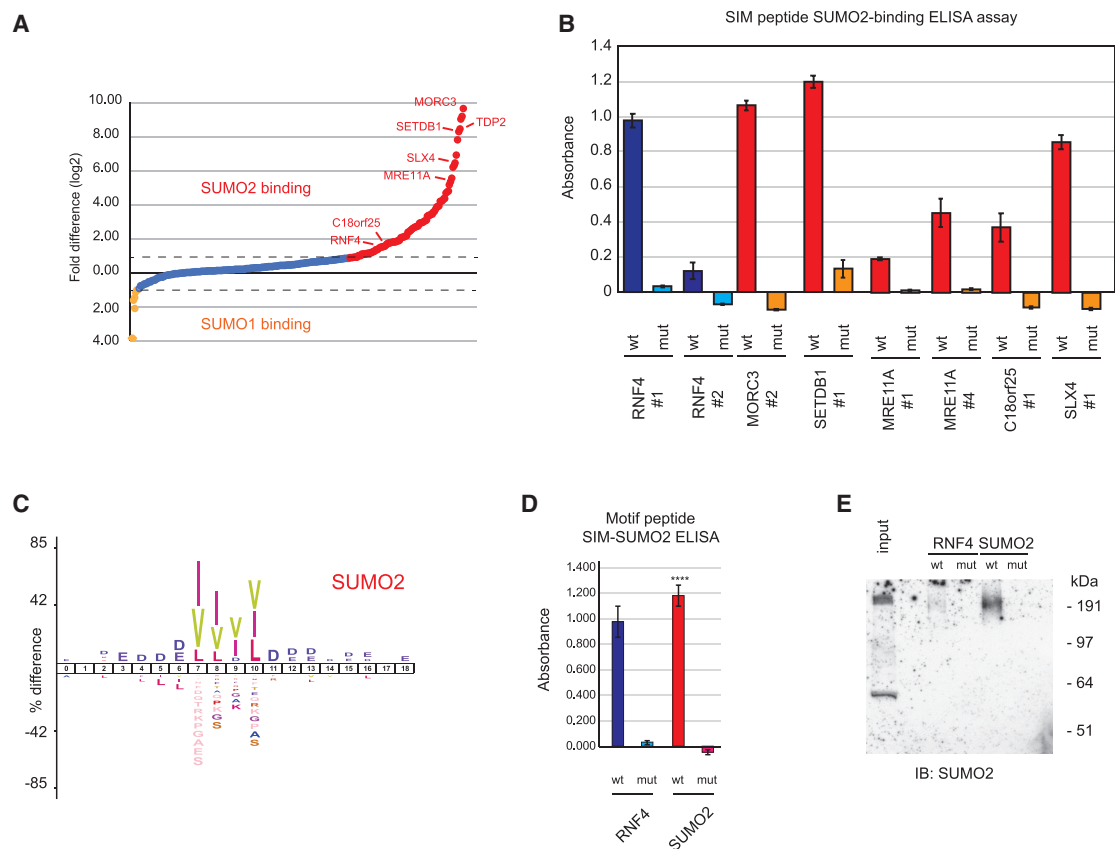 A
Fold difference (log2)
10.00
8.00
6.00
4.00
2.00
0.00
2.00
4.00
MORC3
SETDB1
TDP2
SLX4
MRE11A
SUMO2 binding
C18orf25
RNF4
SUMO1 binding
B
SIM peptide SUMO2-binding ELISA assay
Absorbance
1.4
1.2
1.0
0.8
0.6
0.4
0.2
0
wt mut wt mut wt mut wt mut wt mut wt mut wt mut wt mut
RNF4 #1
RNF4 #2
MORC3 #2
SETDB1 #1
MRE11A #1
MRE11A #4
C18orf25 #1
SLX4 #1
C
% difference
85
42
-42
-85
SUMO2
I V L
I V L
V I
V I L
E D D D E D D E D E D E E
0 1 2 3 4 5 6 7 8 9 10 11 12 13 14 15 16 17 18
D
Motif peptide
SIM-SUMO2 ELISA
Absorbance
1.400
1.200
1.000
0.800
0.600
0.400
0.200
0.000
****
wt mut wt mut
RNF4
SUMO2
E
input
RNF4 SUMO2
wt mut wt mut
kDa
- 191
- 97
- 64
- 51
IB: SUMO2